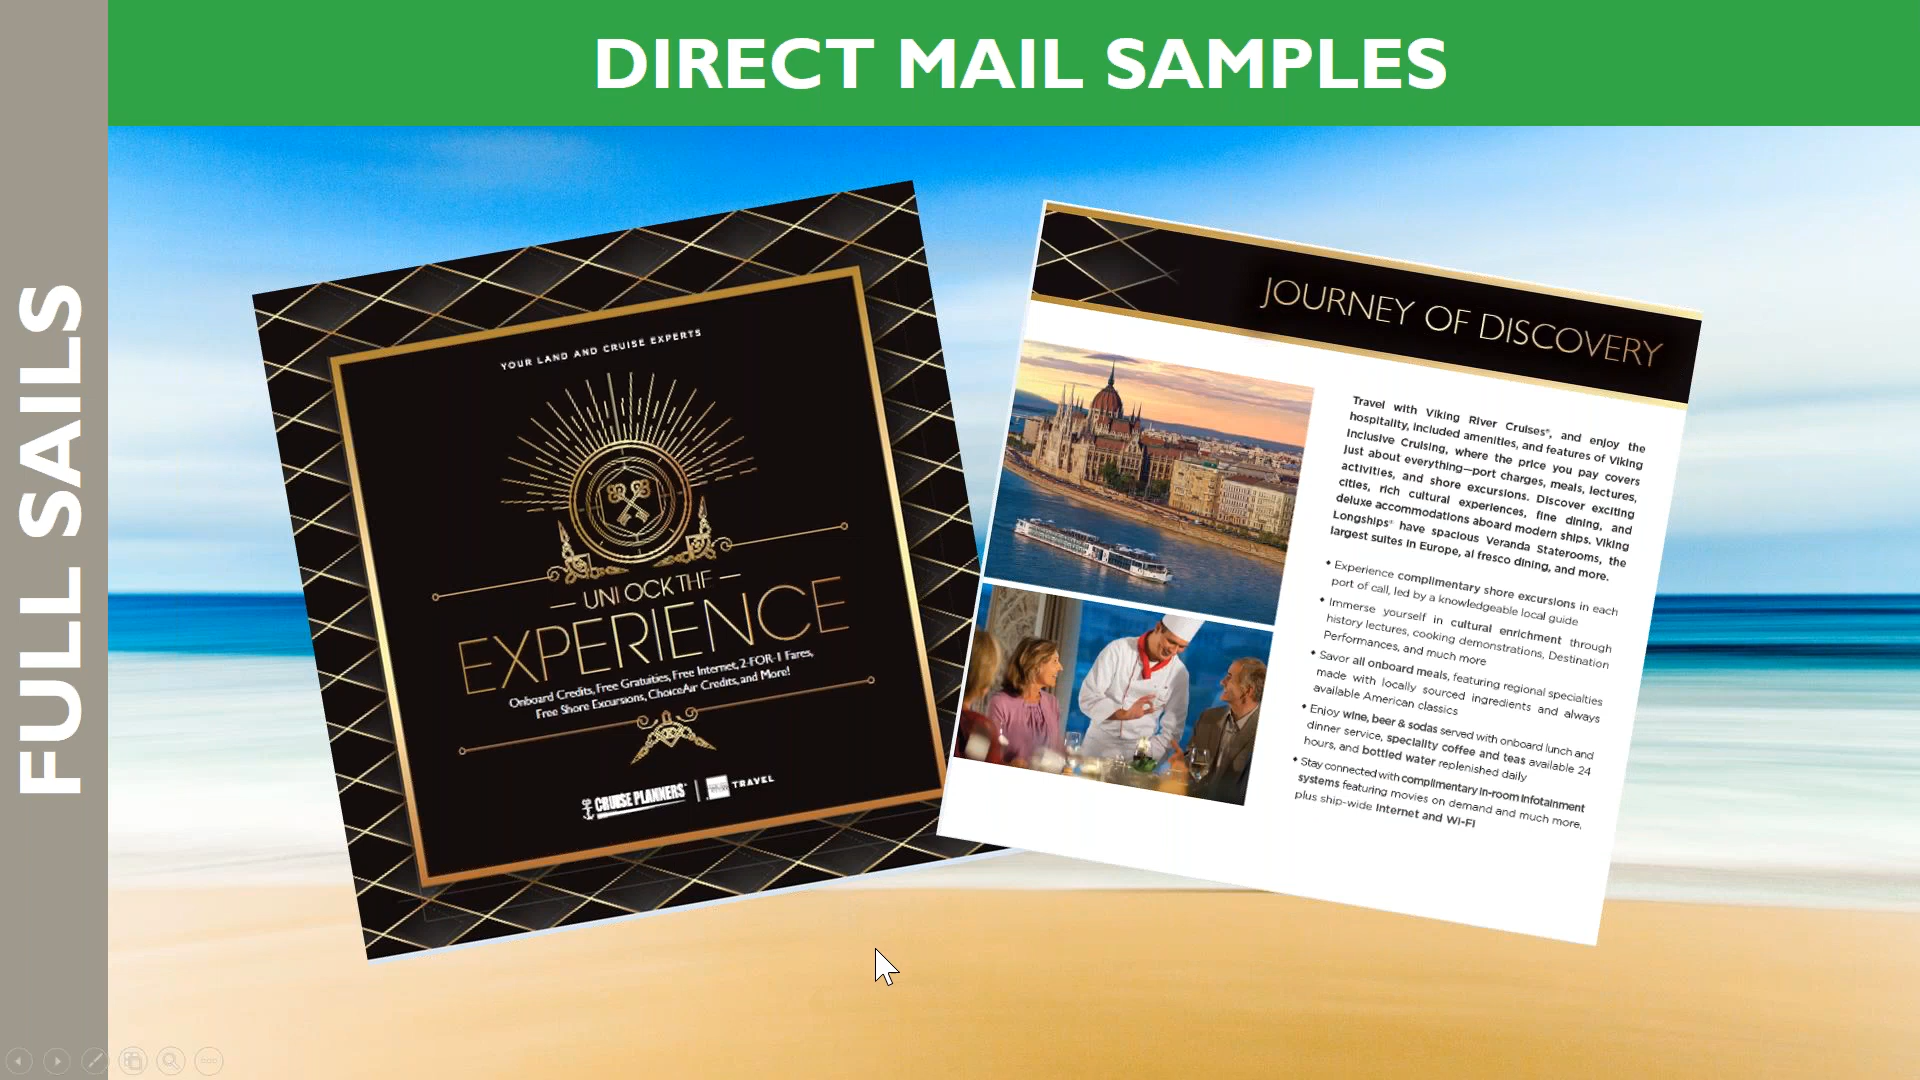 DIRECT MAIL SAMPLES
FULL SAILS
YOUR LAND AND CRUISE EXPERTS
— UNLOCK THE —
EXPERIENCE
Onboard Credits, Free Gratuities, Free Internet, 2-FOR-1 Fares,
Free Shore Excursions, ChoiceAir Credits, and More!
CRUISE PLANNERS® | TRAVEL
JOURNEY OF DISCOVERY
Travel with Viking River Cruises®, and enjoy the
hospitality, included amenities, and features of Viking
Inclusive Cruising, where the price you pay covers
just about everything—port charges, meals, lectures,
activities, and shore excursions. Discover exciting
cities, rich cultural experiences, fine dining, and
deluxe accommodations aboard modern ships. Viking
Longships® have spacious Veranda Staterooms, the
largest suites in Europe, al fresco dining, and more.
• Experience complimentary shore excursions in each
port of call, led by a knowledgeable local guide
• Immerse yourself in cultural enrichment through
history lectures, cooking demonstrations, Destination
Performances, and much more
• Savor all onboard meals, featuring regional specialties
made with locally sourced ingredients and always
available American classics
• Enjoy wine, beer & sodas served with onboard lunch and
dinner service, speciality coffee and teas available 24
hours, and bottled water replenished daily
• Stay connected with complimentary in-room infotainment
systems featuring movies on demand and much more,
plus ship-wide Internet and Wi-Fi